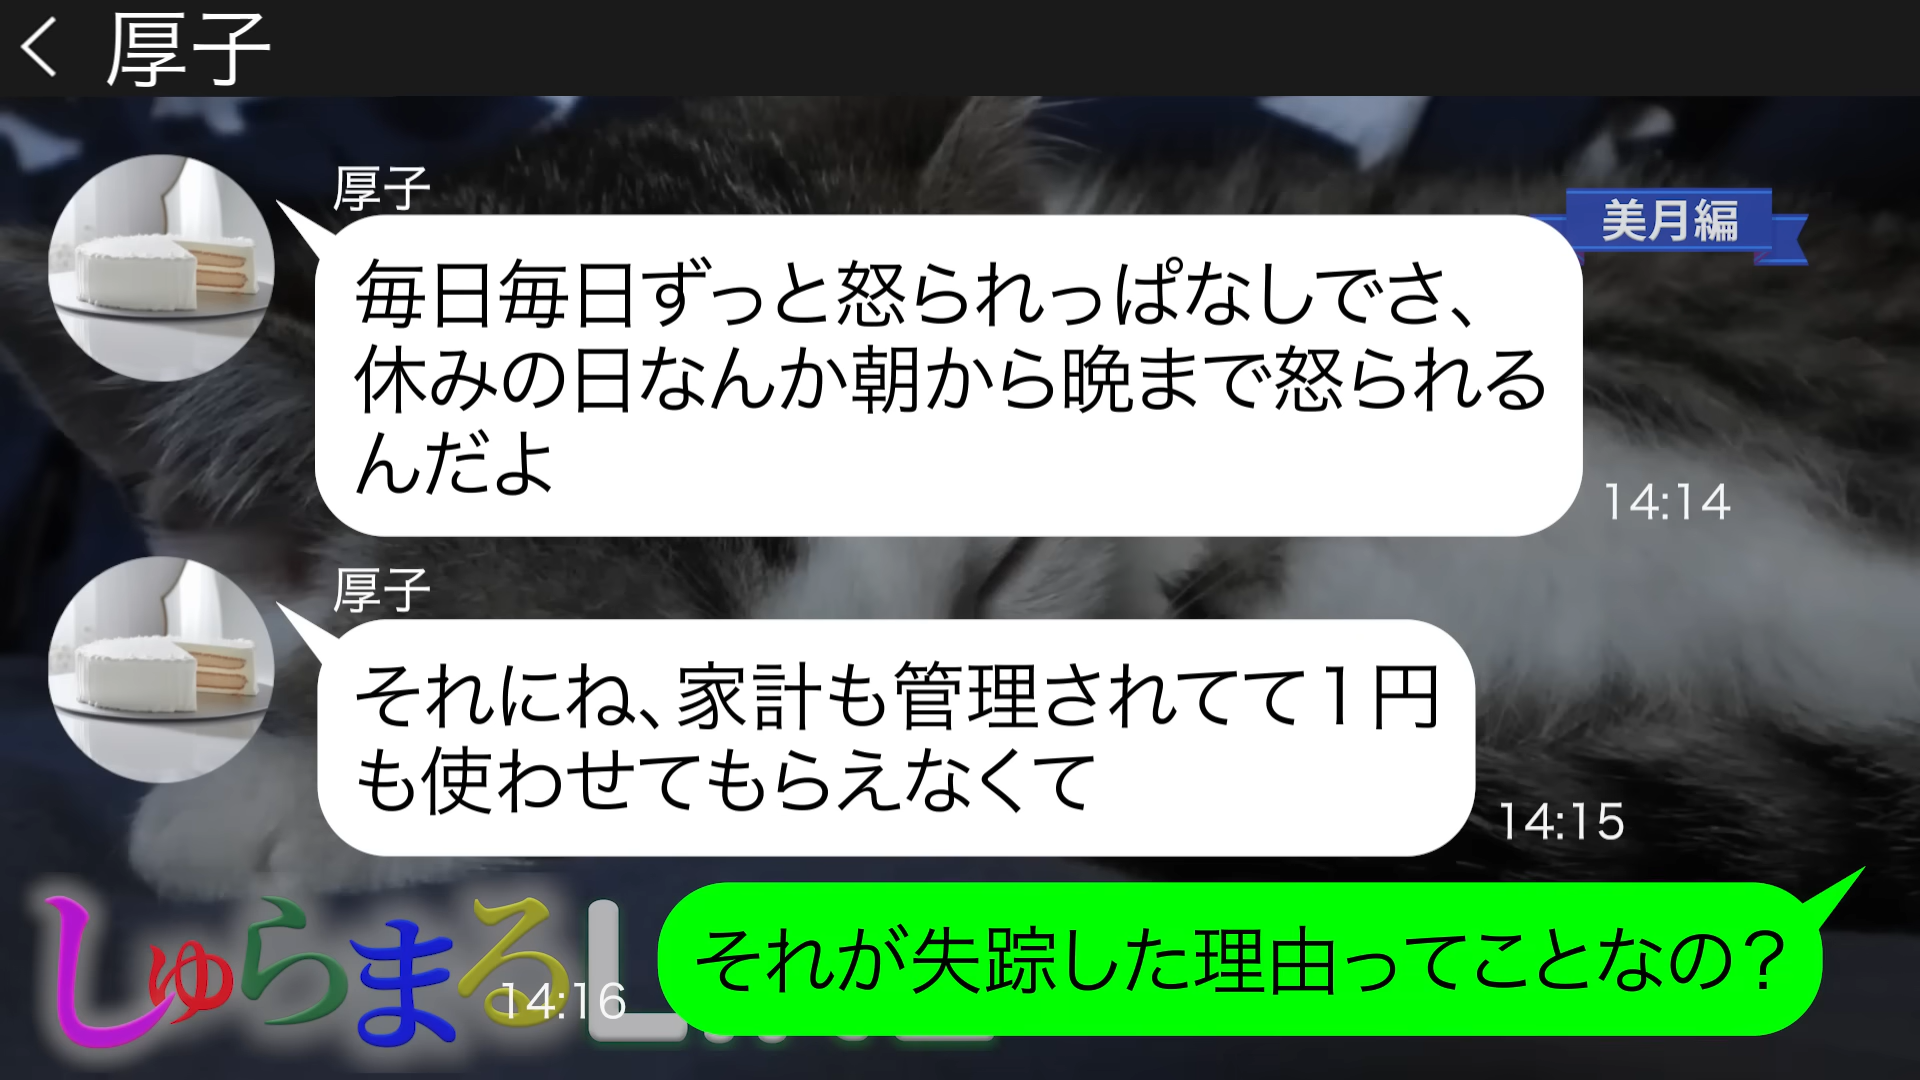 厚子
厚子
美月編
毎日毎日ずっと怒られっぱなしでさ、
休みの日なんか朝から晩まで怒られる
んだよ
14:14
厚子
それにね、家計も管理されてて１円
も使わせてもらえなくて
14:15
それが失踪した理由ってことなの？
14:16
しゅらまる